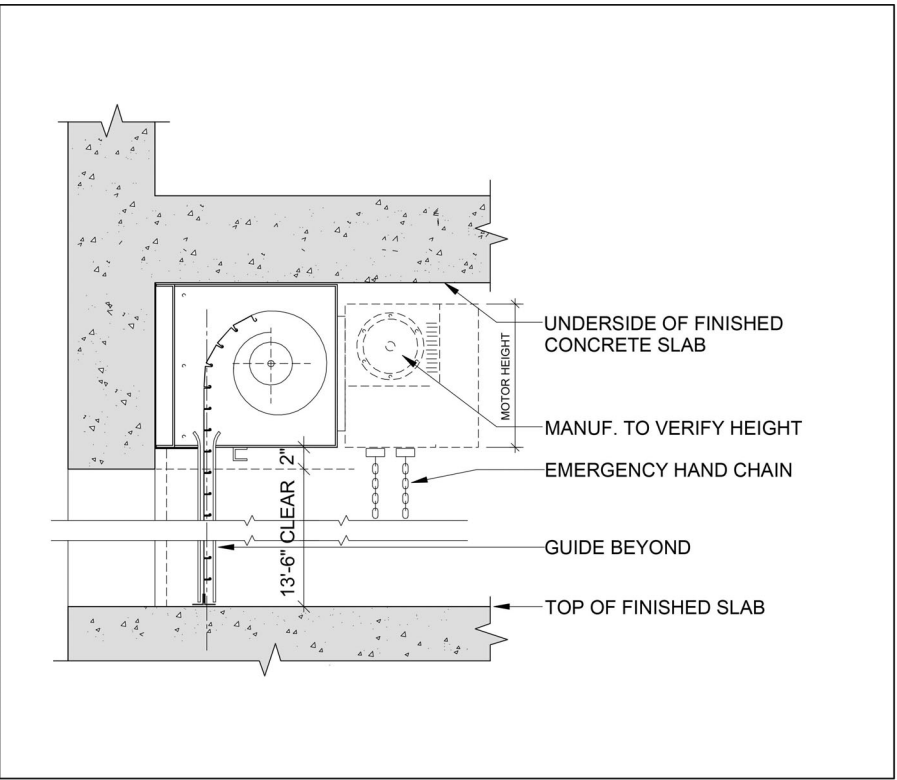 UNDERSIDE OF FINISHED
CONCRETE SLAB
MOTOR HEIGHT
MANUF. TO VERIFY HEIGHT
EMERGENCY HAND CHAIN
2"
13'-6" CLEAR
GUIDE BEYOND
TOP OF FINISHED SLAB